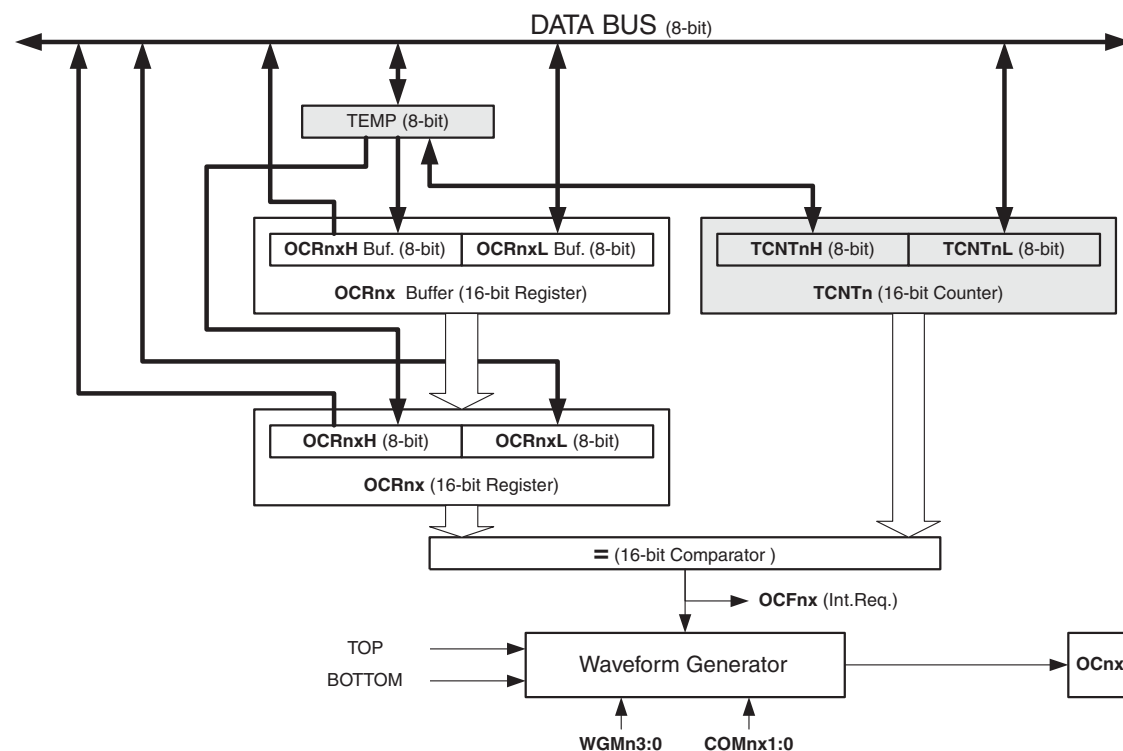 DATA BUS (8-bit)
TEMP (8-bit)
OCRnxH Buf. (8-bit) OCRnxL Buf. (8-bit) TCNTnH (8-bit) TCNTnL (8-bit)
OCRnx Buffer (16-bit Register) TCNTn (16-bit Counter)
OCRnxH (8-bit) OCRnxL (8-bit)
OCRnx (16-bit Register)
= (16-bit Comparator )
OCFnx (Int.Req.)
TOP
Waveform Generator OCnx
BOTTOM
WGMn3:0 COMnx1:0